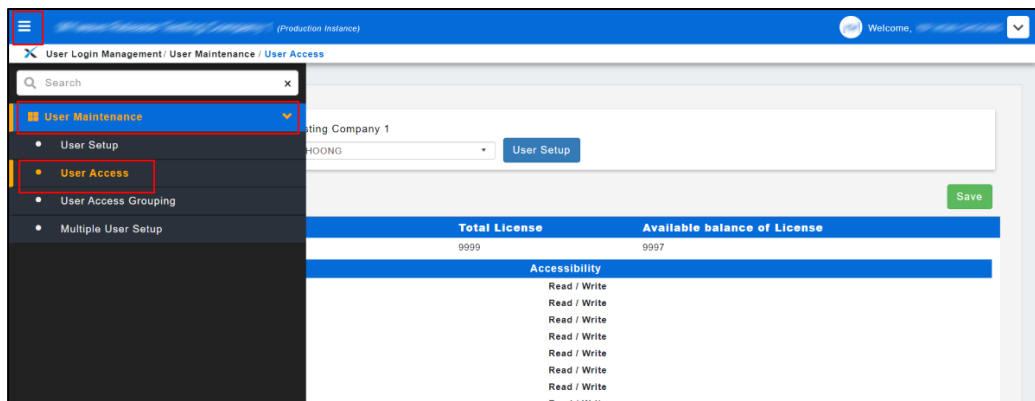 (Production Instance)
Welcome,
User Login Management/ User Maintenance / User Access
Search
x
User Maintenance
sting Company 1
User Setup
HOONG
User Setup
User Access
User Access Grouping
Save
Multiple User Setup
Total License
Available balance of License
9999
9997
Accessibility
Read / Write
Read / Write
Read / Write
Read / Write
Read / Write
Read / Write
Read / Write